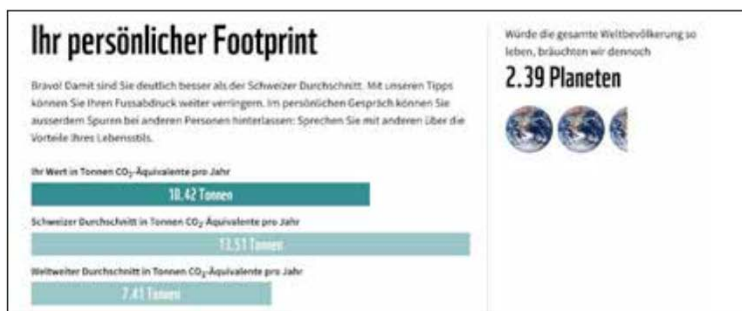 Ihr persönlicher Footprint
Bravo! Damit sind Sie deutlich besser als der Schweizer Durchschnitt. Mit unseren Tipps
können Sie Ihren Fussabdruck weiter verringern. Im persönlichen Gespräch können Sie
ausserdem Spuren bei anderen Personen hinterlassen: Sprechen Sie mit anderen über die
Vorteile Ihres Lebensstils.
Ihr Wert in Tonnen CO₂-Äquivalente pro Jahr
10.42 Tonnen
Schweizer Durchschnitt in Tonnen CO₂-Äquivalente pro Jahr
13.51 Tonnen
Weltweiter Durchschnitt in Tonnen CO₂-Äquivalente pro Jahr
7.41 Tonnen
Würde die gesamte Weltbevölkerung so
leben, bräuchten wir dennoch
2.39 Planeten